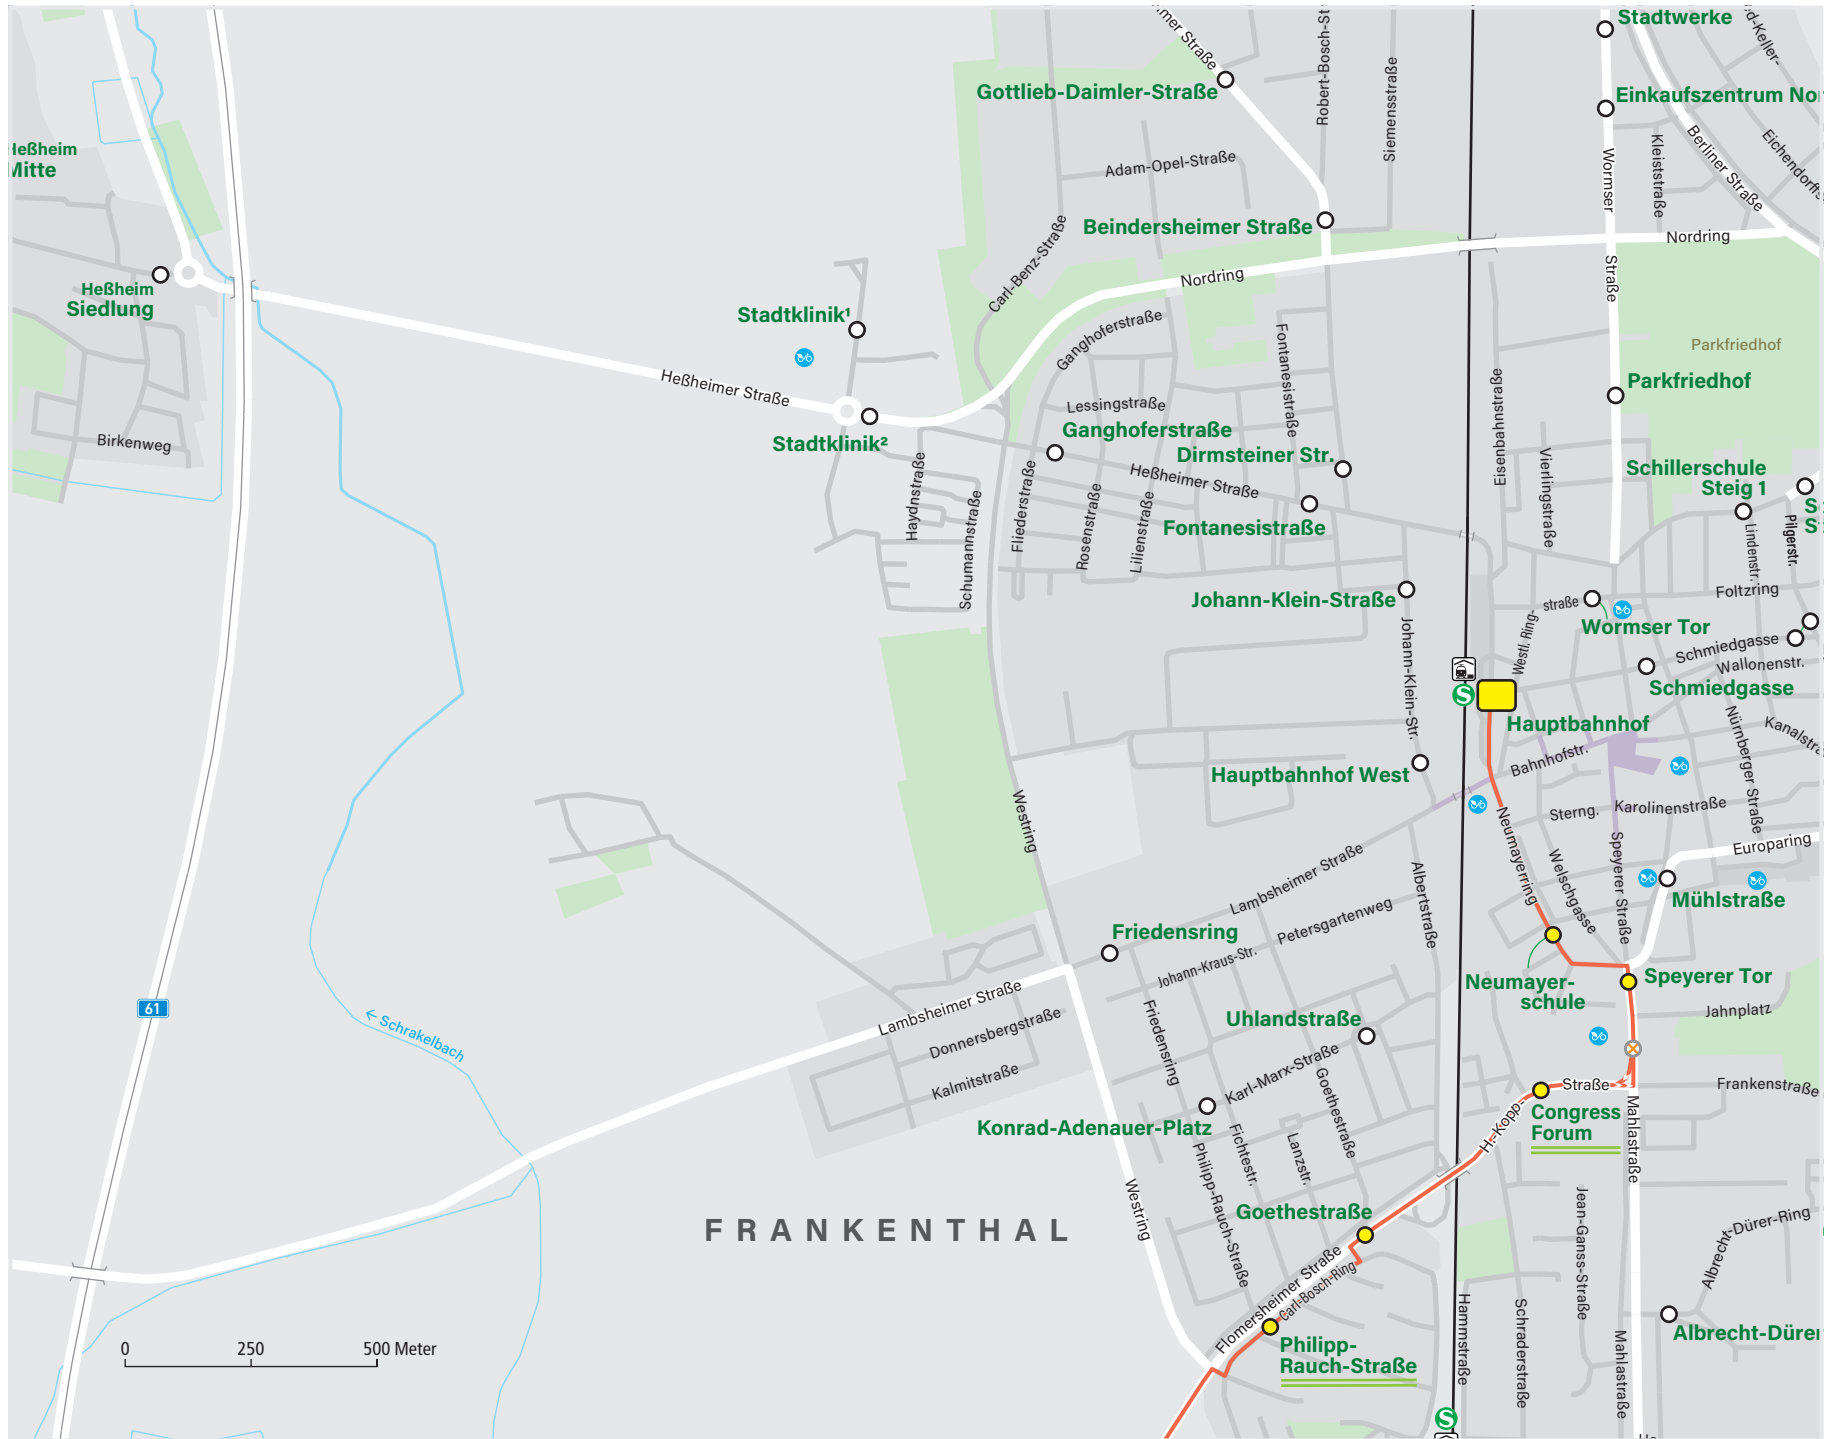 Stadtwerke
Gottlieb-Daimler-Straße
Robert-Bosch-St
Siemensstraße
Einkaufszentrum Nor
Wormser
Straße
Kleiststraße
Berliner Straße
Heßheim
Mitte
Adam-Opel-Straße
Beindersheimer Straße
Nordring
Nordring
Carl-Benz-Straße
Heßheim
Siedlung
Stadtklinik¹
Ganghoferstraße
Fontanesistraße
Parkfriedhof
Parkfriedhof
Heßheimer Straße
Stadtklinik²
Lessingstraße
Ganghoferstraße
Dirmsteiner Str.
Heßheimer Straße
Fontanesistraße
Eisenbahnstraße
Vierlingstraße
Schillerschule
Steig 1
Lindenstr.
Pilgerstr.
Birkenweg
Haydnstraße
Schumannstraße
Fliederstraße
Rosenstraße
Lilienstraße
Johann-Klein-Straße
Johann-Klein-Str.
Foltzring
Westl. Ring-
straße
Wormser Tor
Schmiedgasse
Wallonenstr.
Schmiedgasse
S
Hauptbahnhof
Bahnhofstr.
Nürnberger Straße
Hauptbahnhof West
Westring
Neumayerring
Sterng.
Karolinenstraße
Speyerer Straße
Europaring
Welschgasse
Mühlstraße
Lambsheimer Straße
Petersgartenweg
Albertstraße
Friedensring
Johann-Kraus-Str.
Neumayer-
schule
Speyerer Tor
Jahnplatz
61
Schrakelbach
Lambsheimer Straße
Donnersbergstraße
Kalmitstraße
Friedensring
Uhlandstraße
Karl-Marx-Straße
Goethestraße
Konrad-Adenauer-Platz
Fichtestr.
Lanzstr.
Philipp-Rauch-Straße
H.-Kopp-
Straße
Congress
Forum
Frankenstraße
Mahlastraße
FRANKENTHAL
Westring
Goethestraße
Flomersheimer Straße
Carl-Bosch-Ring
Jean-Ganss-Straße
Albrecht-Dürer-Ring
Philipp-
Rauch-Straße
Hammstraße
Schraderstraße
Mahlastraße
Albrecht-Dürer
0 250 500 Meter
S